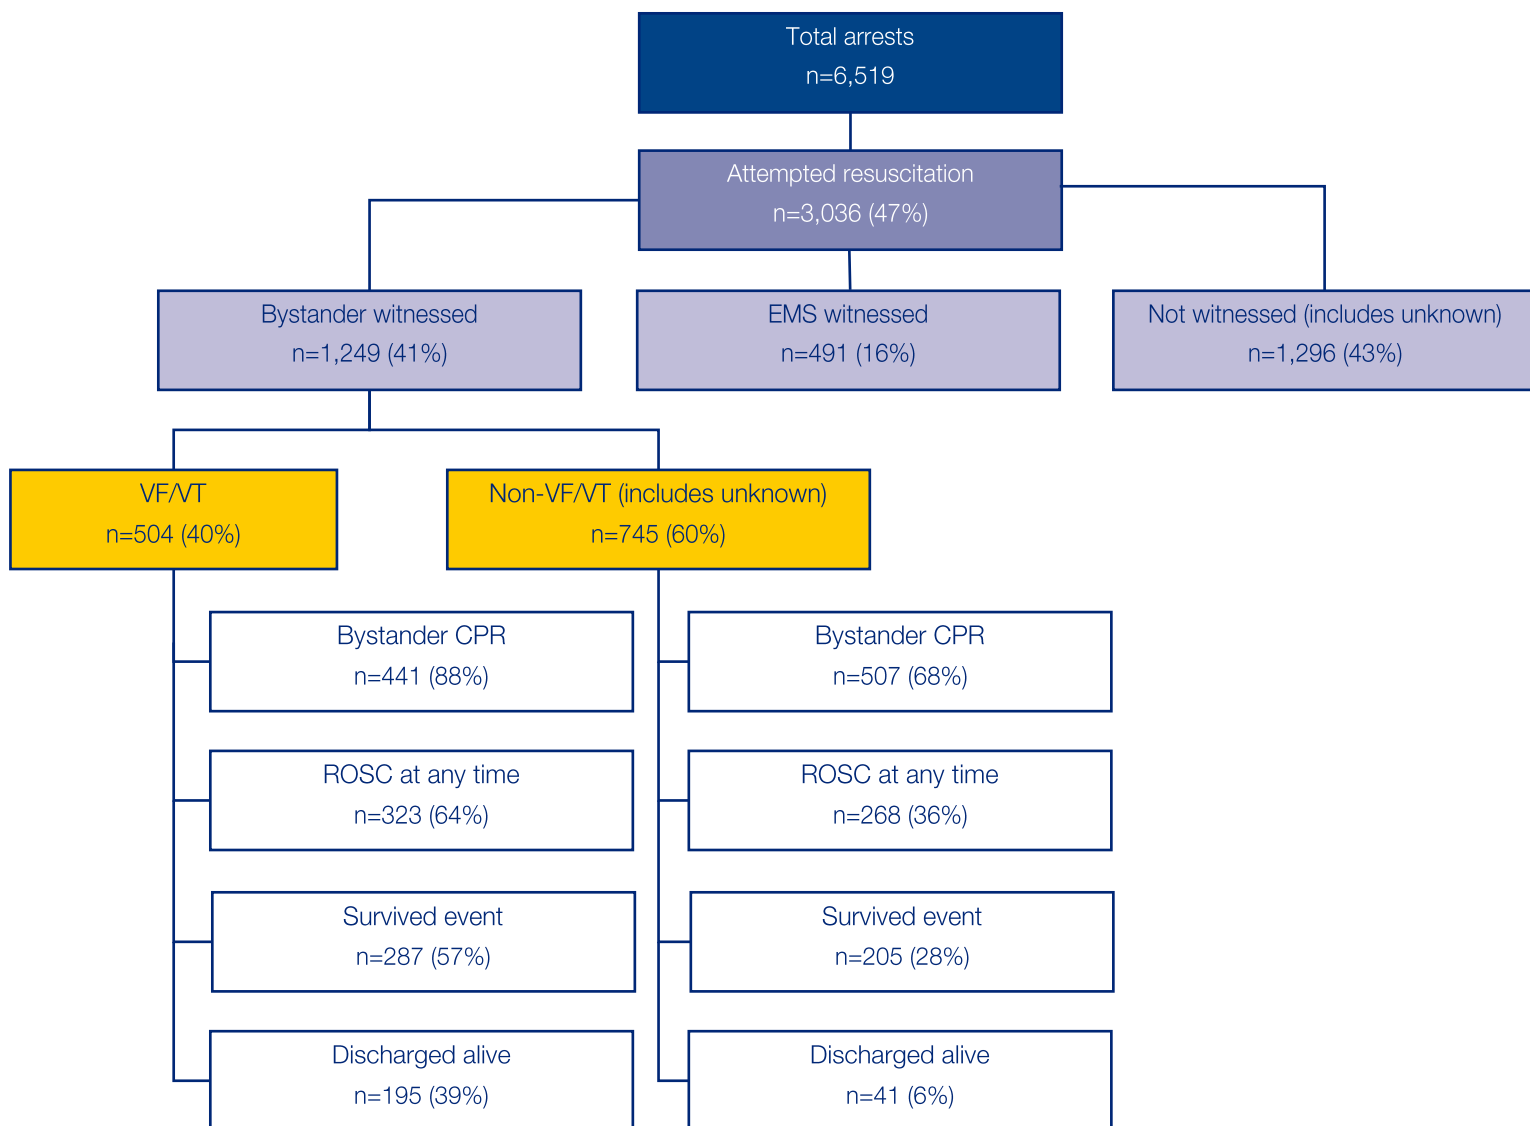 Total arrests
n=6,519
Attempted resuscitation
n=3,036 (47%)
Bystander witnessed
n=1,249 (41%)
EMS witnessed
n=491 (16%)
Not witnessed (includes unknown)
n=1,296 (43%)
VF/VT
n=504 (40%)
Non-VF/VT (includes unknown)
n=745 (60%)
Bystander CPR
n=441 (88%)
Bystander CPR
n=507 (68%)
ROSC at any time
n=323 (64%)
ROSC at any time
n=268 (36%)
Survived event
n=287 (57%)
Survived event
n=205 (28%)
Discharged alive
n=195 (39%)
Discharged alive
n=41 (6%)